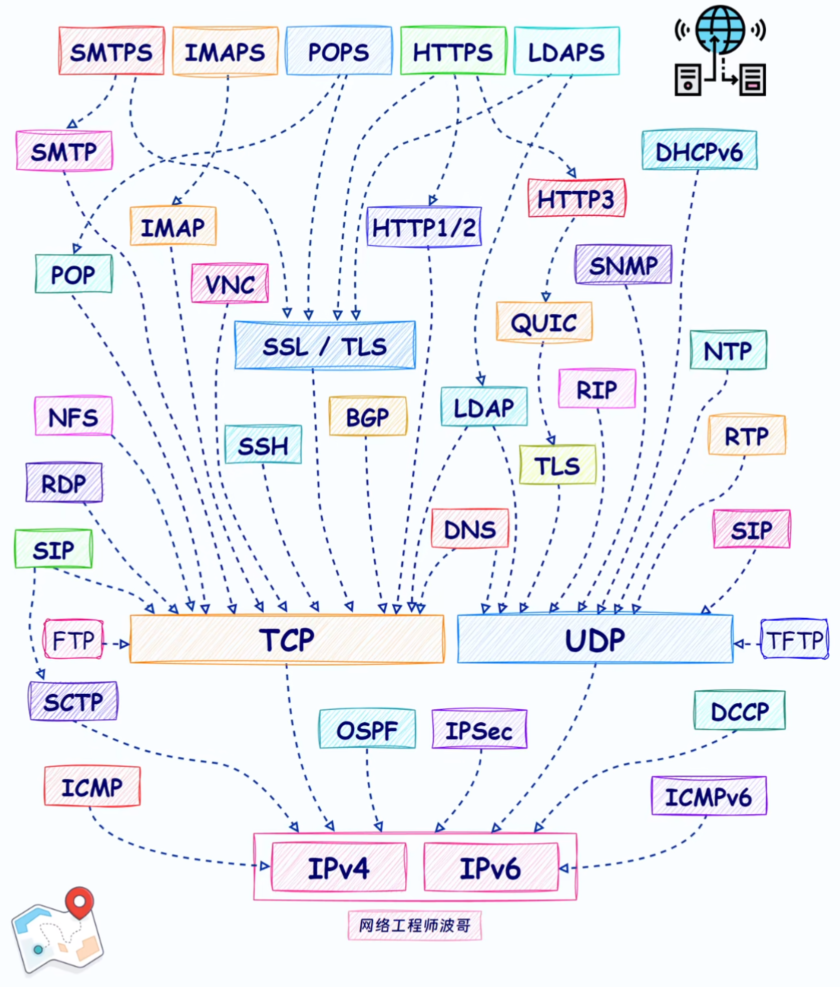 SMTPS
IMAPS
POPS
HTTPS
LDAPS
SMTP
DHCPv6
HTTP3
IMAP
HTTP1/2
SNMP
POP
VNC
QUIC
SSL / TLS
NTP
RIP
LDAP
NFS
BGP
RTP
SSH
TLS
RDP
DNS
SIP
SIP
FTP
TCP
UDP
TFTP
SCTP
DCCP
OSPF
IPSec
ICMP
ICMPv6
IPv4
IPv6
网络工程师波哥